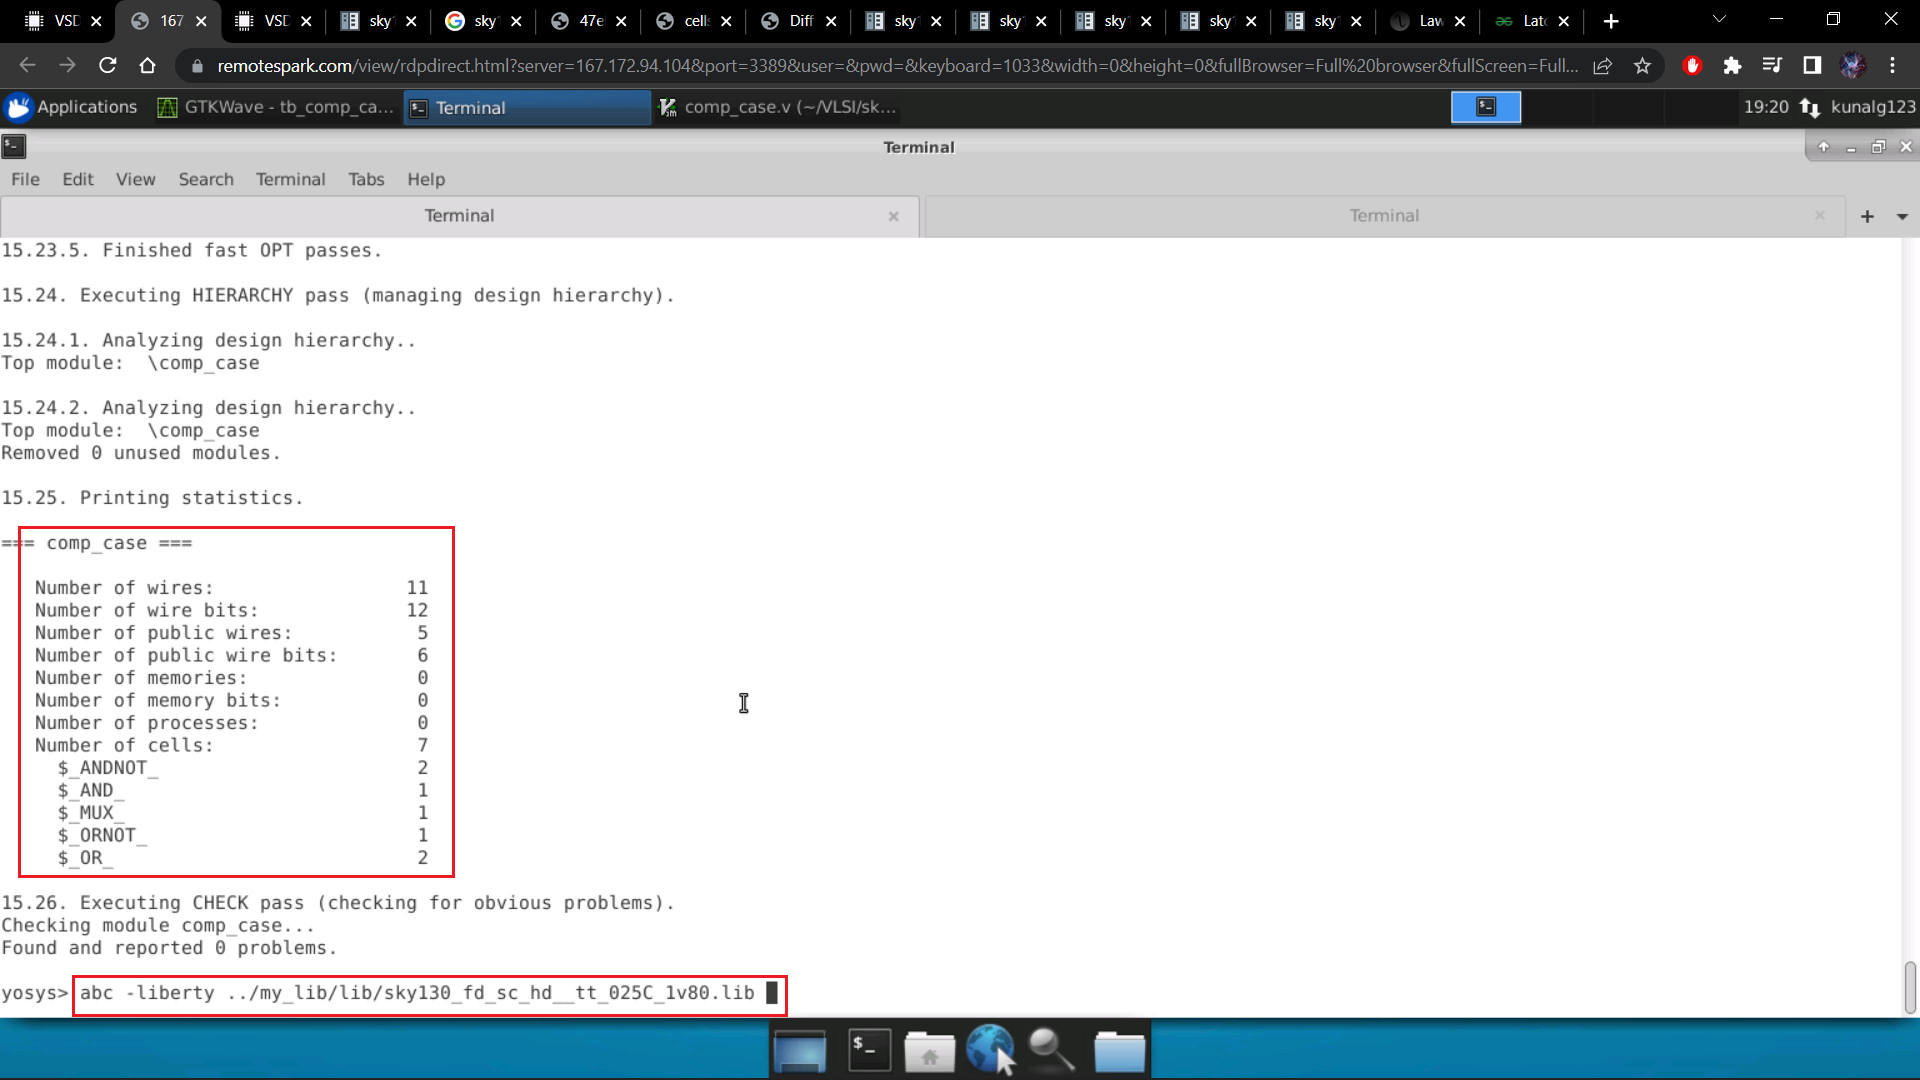 VSD
167
VSD
sky
sky
47e
cell
Diff
sky
sky
sky
sky
sky
Law
Lat
remotespark.com/view/rdpdirect.html?server=167.172.94.104&port=3389&user=&pwd=&keyboard=1033&width=0&height=0&fullBrowser=Full%20browser&fullScreen=Full...
Applications
GTKWave - tb_comp_ca...
Terminal
comp_case.v (~/VLSI/sk...
19:20
kunalg123
Terminal
File Edit View Search Terminal Tabs Help
Terminal
Terminal
15.23.5. Finished fast OPT passes.
15.24. Executing HIERARCHY pass (managing design hierarchy).
15.24.1. Analyzing design hierarchy..
Top module:  \comp_case
15.24.2. Analyzing design hierarchy..
Top module:  \comp_case
Removed 0 unused modules.
15.25. Printing statistics.
=== comp_case ===
Number of wires: 11
Number of wire bits: 12
Number of public wires: 5
Number of public wire bits: 6
Number of memories: 0
Number of memory bits: 0
Number of processes: 0
Number of cells: 7
$_ANDNOT_ 2
$_AND_ 1
$_MUX_ 1
$_ORNOT_ 1
$_OR_ 2
15.26. Executing CHECK pass (checking for obvious problems).
Checking module comp_case...
Found and reported 0 problems.
yosys> abc -liberty ../my_lib/lib/sky130_fd_sc_hd__tt_025C_1v80.lib